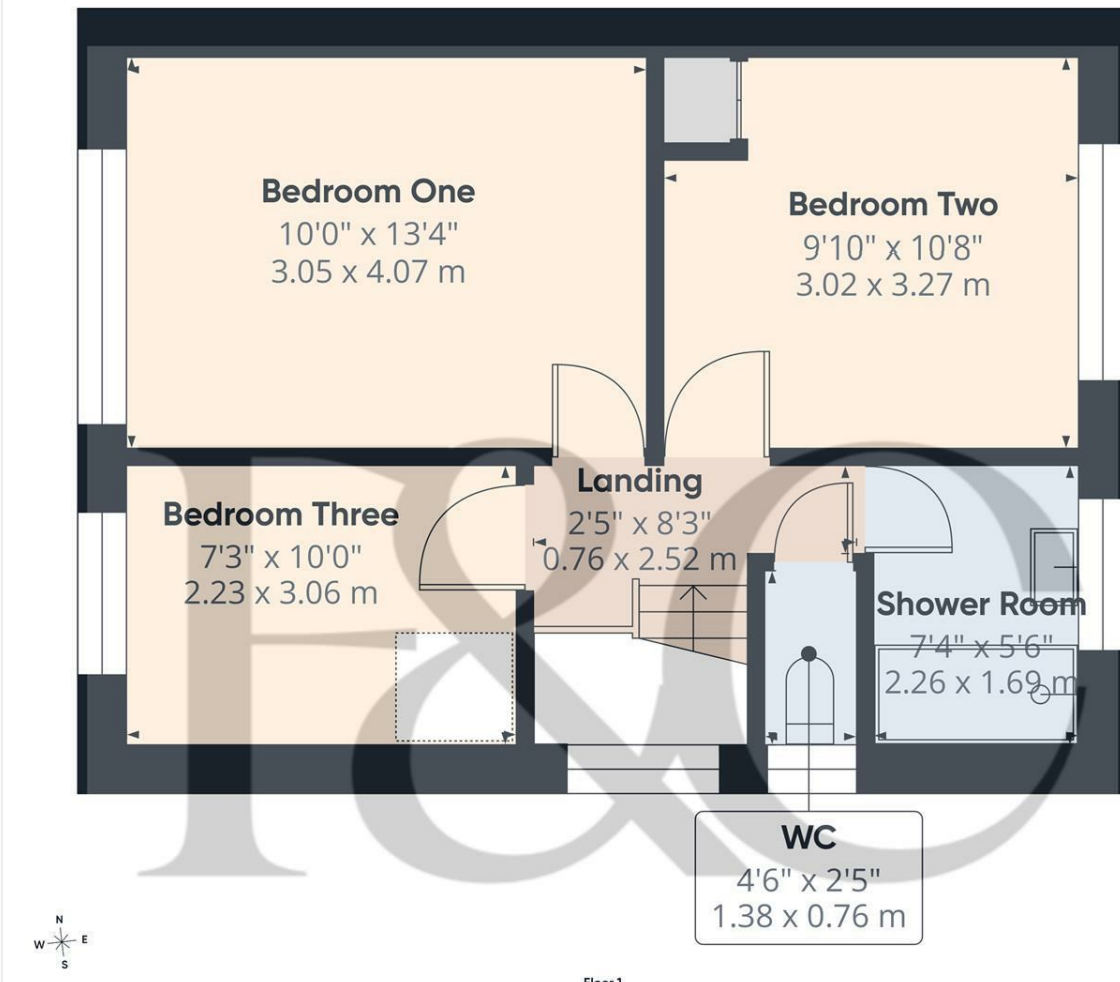 Bedroom One
10'0" x 13'4"
3.05 x 4.07 m
Bedroom Two
9'10" x 10'8"
3.02 x 3.27 m
Landing
2'5" x 8'3"
0.76 x 2.52 m
Bedroom Three
7'3" x 10'0"
2.23 x 3.06 m
Shower Room
7'4" x 5'6"
2.26 x 1.69 m
F&C
WC
4'6" x 2'5"
1.38 x 0.76 m
N
W E
S
Floor 1